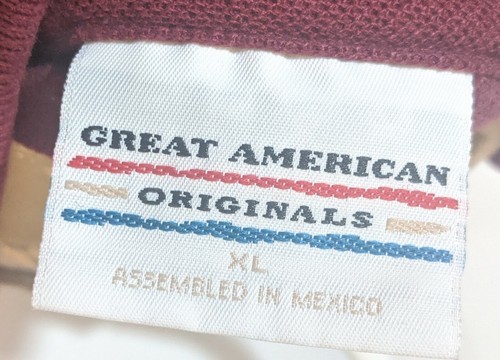 GREAT AMERICAN
ORIGINALS
XL
ASSEMBLED IN MEXICO